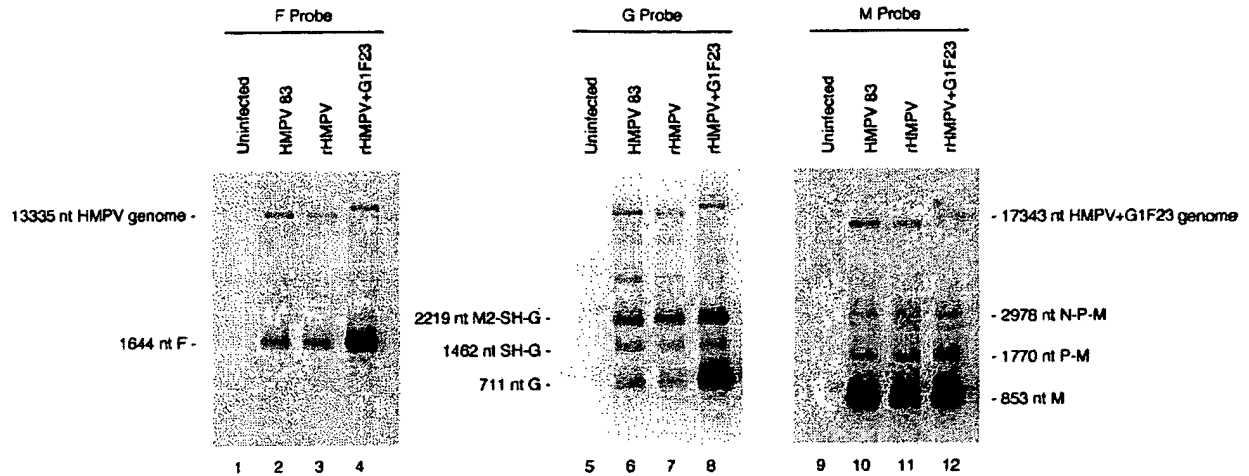 F Probe
G Probe
M Probe
Uninfected
HMPV 83
rHMPV
rHMPV+G1F23
Uninfected
HMPV 83
rHMPV
rHMPV+G1F23
Uninfected
HMPV 83
rHMPV
rHMPV+G1F23
13335 nt HMPV genome -
1644 nt F -
2219 nt M2-SH-G -
1462 nt SH-G -
711 nt G -
- 17343 nt HMPV+G1F23 genome
- 2978 nt N-P-M
- 1770 nt P-M
- 853 nt M
1 2 3 4
5 6 7 8
9 10 11 12